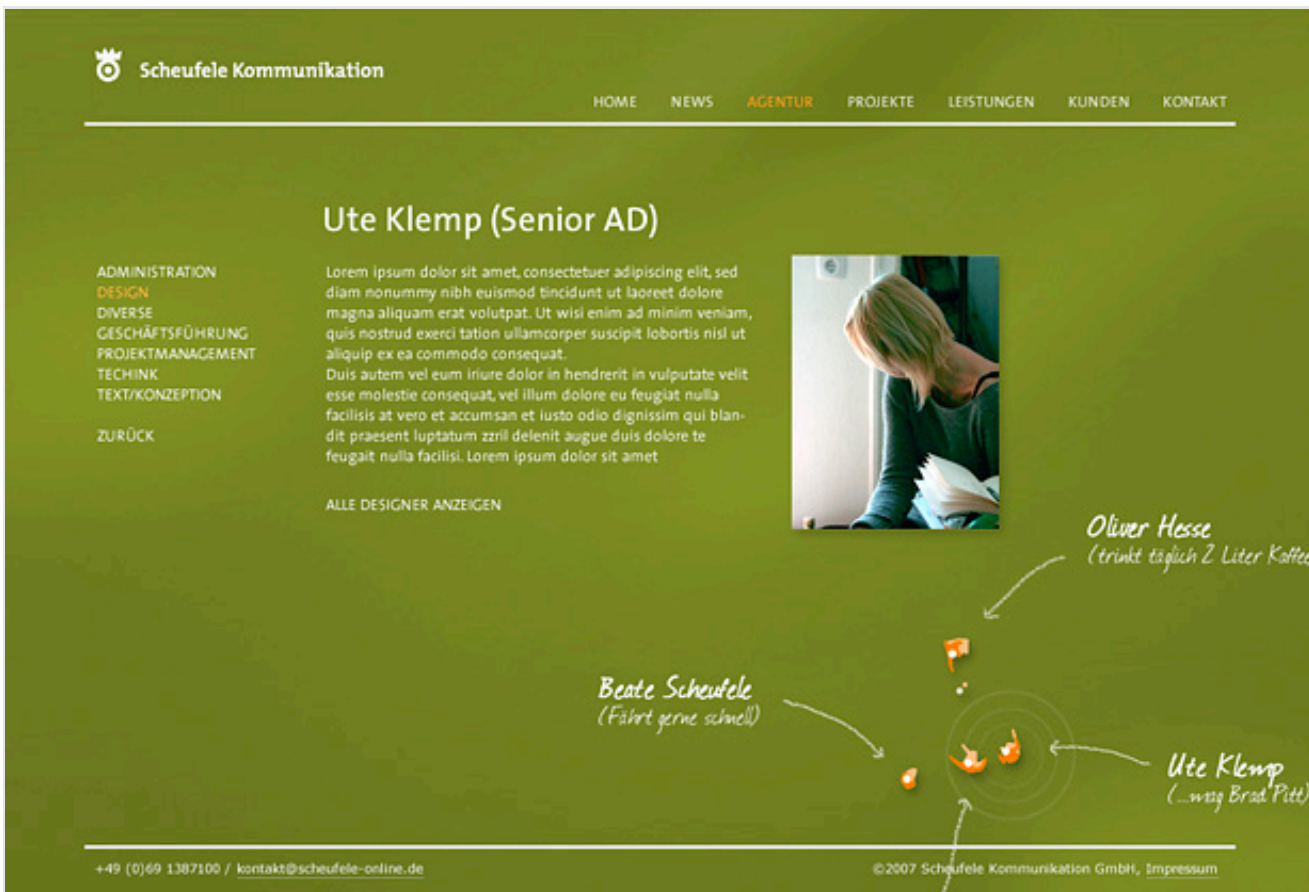 Scheufele Kommunikation
HOME NEWS AGENTUR PROJEKTE LEISTUNGEN KUNDEN KONTAKT
Ute Klemp (Senior AD)
ADMINISTRATION
DESIGN
DIVERSE
GESCHÄFTSFÜHRUNG
PROJEKTMANAGEMENT
TECHINK
TEXT/KONZEPTION
ZURÜCK
Lorem ipsum dolor sit amet, consectetuer adipiscing elit, sed
diam nonummy nibh euismod tincidunt ut laoreet dolore
magna aliquam erat volutpat. Ut wisi enim ad minim veniam,
quis nostrud exerci tation ullamcorper suscipit lobortis nisl ut
aliquip ex ea commodo consequat.
Duis autem vel eum iriure dolor in hendrerit in vulputate velit
esse molestie consequat, vel illum dolore eu feugiat nulla
facilisis at vero et accumsan et iusto odio dignissim qui blan-
dit praesent luptatum zzril delenit augue duis dolore te
feugait nulla facilisi. Lorem ipsum dolor sit amet
ALLE DESIGNER ANZEIGEN
Oliver Hesse
(trinkt täglich 2 Liter Kaffee
Beate Scheufele
(Fährt gerne schnell)
Ute Klemp
(...mag Brad Pitt)
+49 (0)69 1387100 / kontakt@scheufele-online.de
©2007 Scheufele Kommunikation GmbH, Impressum